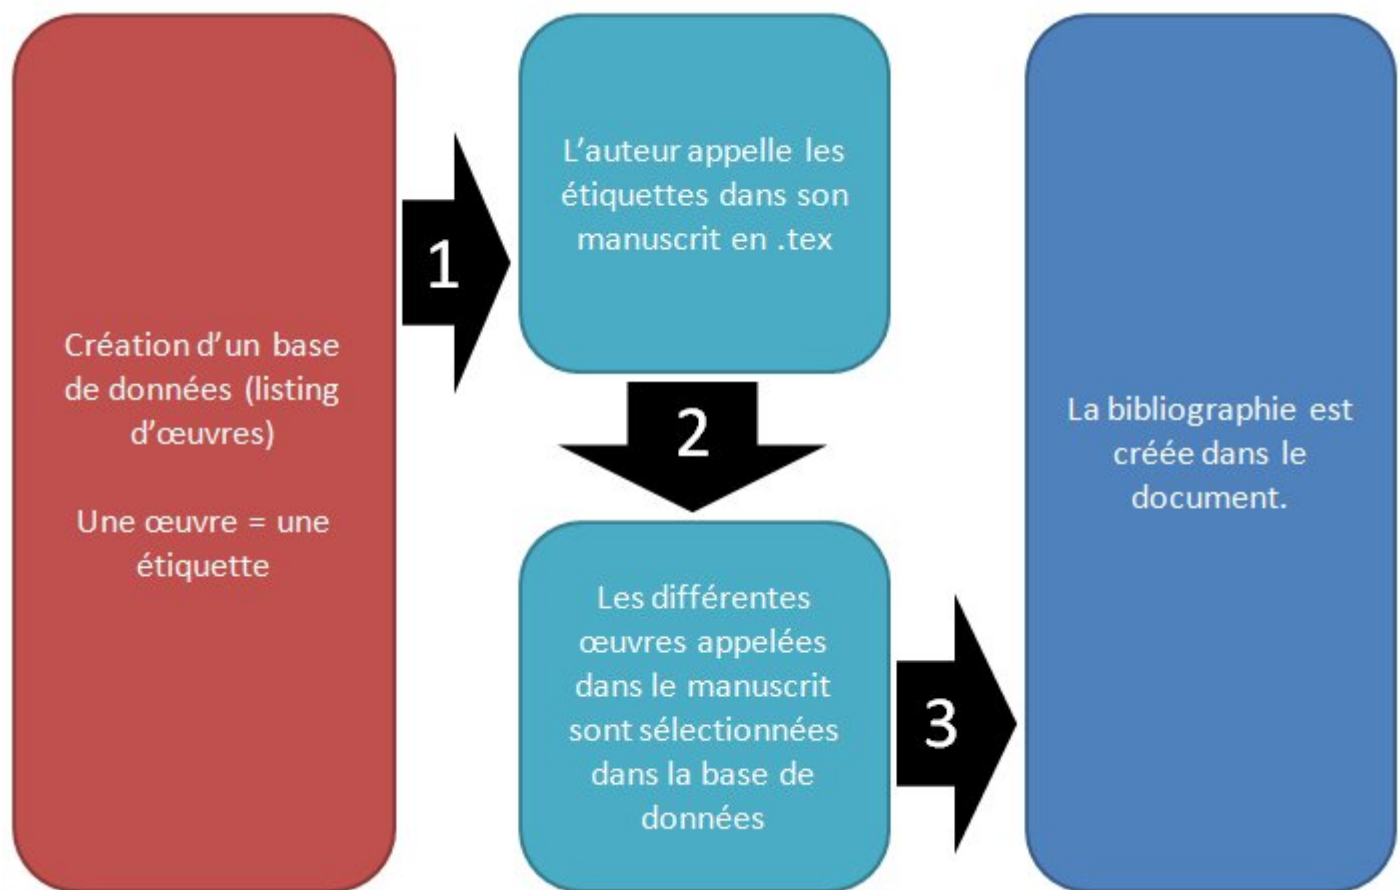 Création d'un base
de données (listing
d'œuvres)
Une œuvre = une
étiquette
1
L'auteur appelle les
étiquettes dans son
manuscrit en .tex
2
Les différentes
œuvres appelées
dans le manuscrit
sont sélectionnées
dans la base de
données
3
La bibliographie est
créée dans le
document.